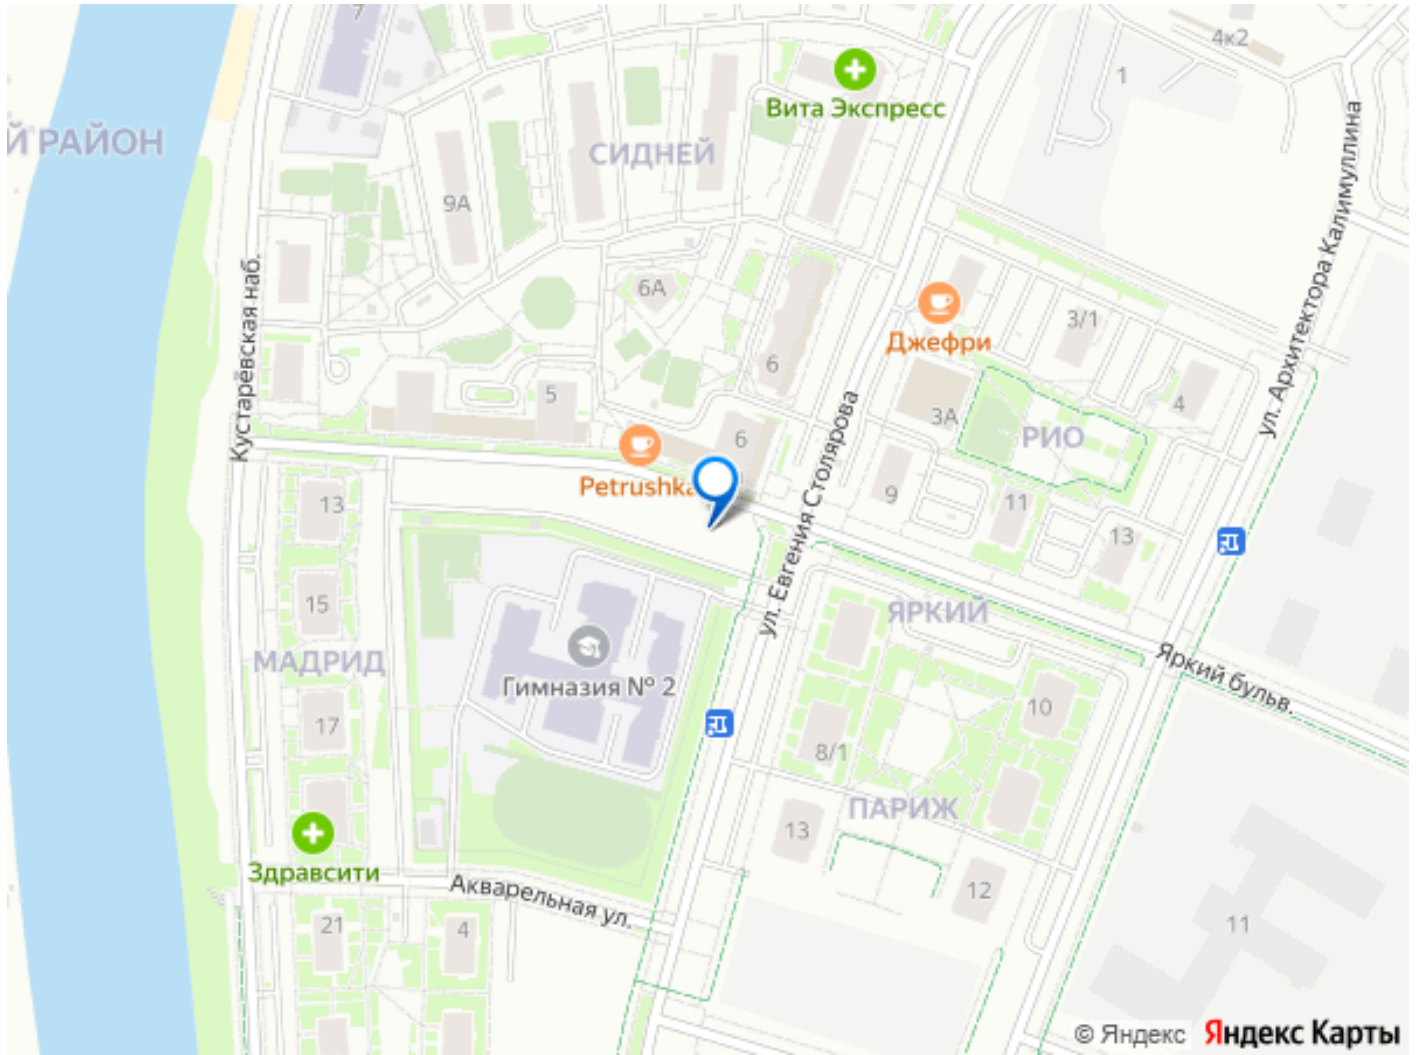 7
4к2
1
Вита Экспресс
Й РАЙОН
СИДНЕЙ
9А
6А
Кустарёвская наб.
ул. Архитектора Калимуллина
3/1
Джефри
6
5
4
3А
РИО
6
Petrushka
ул. Евгения Столярова
9
11
13
13
15
ЯРКИЙ
МАДРИД
Гимназия № 2
Яркий бульв.
17
10
8/1
ПАРИЖ
13
Здравсити
Акварельная ул.
12
21
4
11
© Яндекс Яндекс Карты